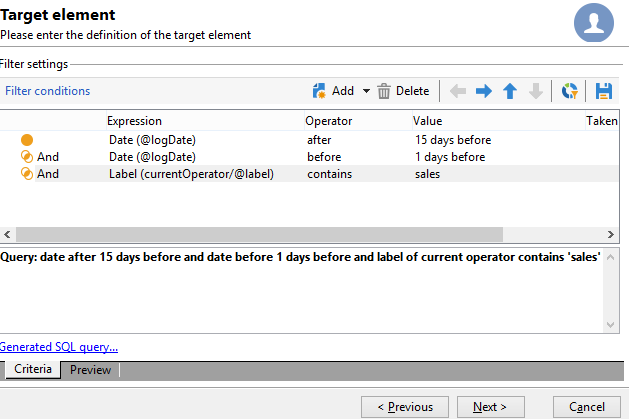 Target element
Please enter the definition of the target element
Filter settings
Filter conditions Add Delete
Expression Operator Value Taken
Date (@logDate) after 15 days before
And Date (@logDate) before 1 days before
And Label (currentOperator/@label) contains sales
Query: date after 15 days before and date before 1 days before and label of current operator contains 'sales'
Generated SQL query...
Criteria Preview
< Previous Next > Cancel